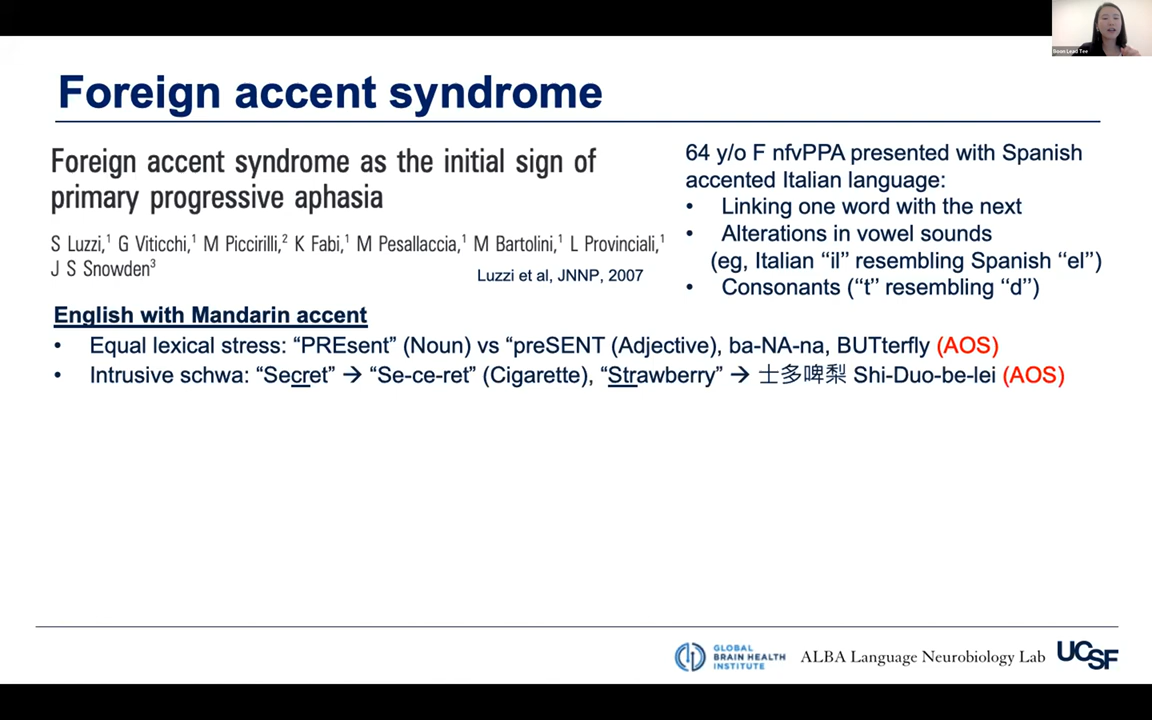 Boon Lead Tee
Foreign accent syndrome
Foreign accent syndrome as the initial sign of
primary progressive aphasia
S Luzzi,¹ G Viticchi,¹ M Piccirilli,² K Fabi,¹ M Pesallaccia,¹ M Bartolini,¹ L Provinciali,¹
J S Snowden³
Luzzi et al, JNNP, 2007
64 y/o F nfvPPA presented with Spanish
accented Italian language:
• Linking one word with the next
• Alterations in vowel sounds
(eg, Italian “il” resembling Spanish “el”)
• Consonants (“t” resembling “d”)
English with Mandarin accent
• Equal lexical stress: “PREsent” (Noun) vs “preSENT (Adjective), ba-NA-na, BUTterfly (AOS)
• Intrusive schwa: “Secret” → “Se-ce-ret” (Cigarette), “Strawberry” → 士多啤梨 Shi-Duo-be-lei (AOS)
GLOBAL
BRAIN HEALTH
INSTITUTE
ALBA Language Neurobiology Lab
UCSF